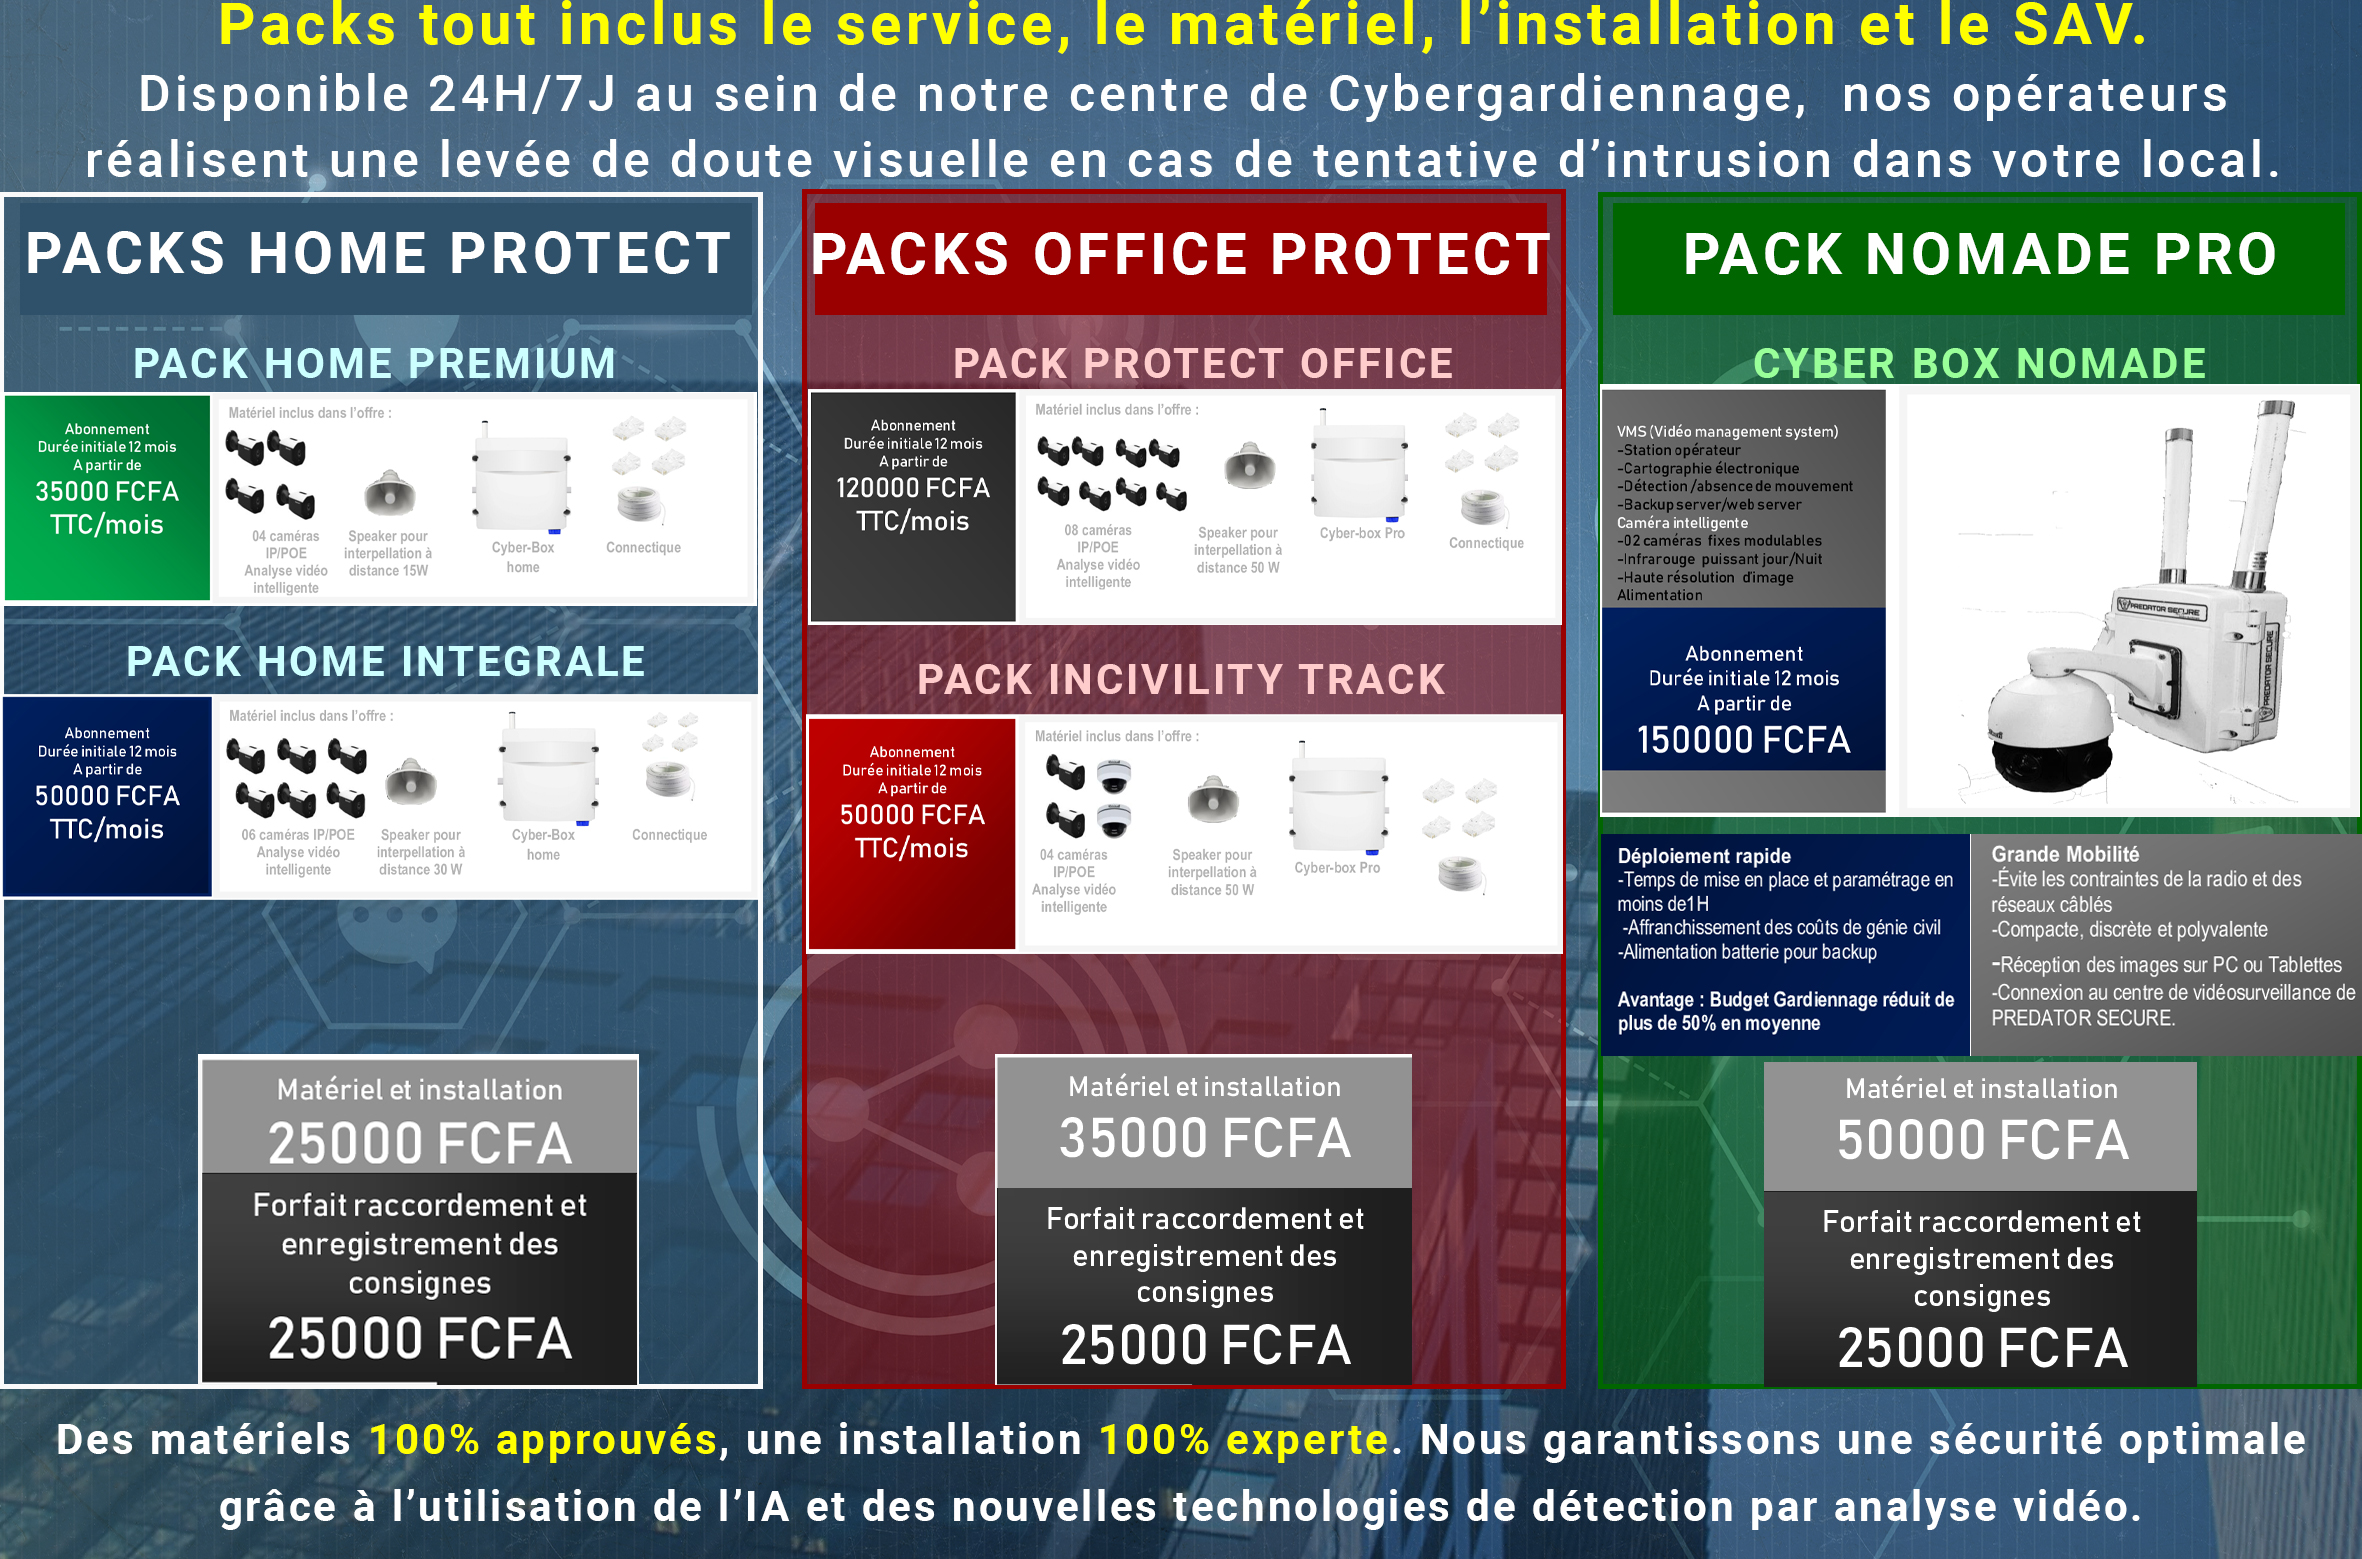 Packs tout inclus le service, le matériel, l’installation et le SAV.
Disponible 24H/7J au sein de notre centre de Cybergardiennage, nos opérateurs
réalisent une levée de doute visuelle en cas de tentative d’intrusion dans votre local.
PACKS HOME PROTECT
PACK HOME PREMIUM
Abonnement
Durée initiale 12 mois
A partir de
35000 FCFA
TTC/mois
Matériel inclus dans l’offre :
04 caméras
IP/POE
Analyse vidéo
intelligente
Speaker pour
interpellation à
distance 15W
Cyber-Box
home
Connectique
PACK HOME INTEGRALE
Abonnement
Durée initiale 12 mois
A partir de
50000 FCFA
TTC/mois
Matériel inclus dans l’offre :
06 caméras IP/POE
Analyse vidéo
intelligente
Speaker pour
interpellation à
distance 30 W
Cyber-Box
home
Connectique
Matériel et installation
25000 FCFA
Forfait raccordement et
enregistrement des
consignes
25000 FCFA
PACKS OFFICE PROTECT
PACK PROTECT OFFICE
Abonnement
Durée initiale 12 mois
A partir de
120000 FCFA
TTC/mois
Matériel inclus dans l’offre :
08 caméras
IP/POE
Analyse vidéo
intelligente
Speaker pour
interpellation à
distance 50 W
Cyber-box Pro
Connectique
PACK INCIVILITY TRACK
Abonnement
Durée initiale 12 mois
A partir de
50000 FCFA
TTC/mois
Matériel inclus dans l’offre :
04 caméras
IP/POE
Analyse vidéo
intelligente
Speaker pour
interpellation à
distance 50 W
Cyber-box Pro
Matériel et installation
35000 FCFA
Forfait raccordement et
enregistrement des
consignes
25000 FCFA
PACK NOMADE PRO
CYBER BOX NOMADE
VMS (Vidéo management system)
-Station opérateur
-Cartographie électronique
-Détection /absence de mouvement
-Backup server/web server
Caméra intelligente
-02 caméras fixes modulables
-Infrarouge puissant jour/Nuit
-Haute résolution d'image
Alimentation
Abonnement
Durée initiale 12 mois
A partir de
150000 FCFA
PREDATOR SECURE
PREDATOR SECURE
Déploiement rapide
-Temps de mise en place et paramétrage en
moins de1H
-Affranchissement des coûts de génie civil
-Alimentation batterie pour backup
Avantage : Budget Gardiennage réduit de
plus de 50% en moyenne
Grande Mobilité
-Évite les contraintes de la radio et des
réseaux câblés
-Compacte, discrète et polyvalente
-Réception des images sur PC ou Tablettes
-Connexion au centre de vidéosurveillance de
PREDATOR SECURE.
Matériel et installation
50000 FCFA
Forfait raccordement et
enregistrement des
consignes
25000 FCFA
Des matériels 100% approuvés, une installation 100% experte. Nous garantissons une sécurité optimale
grâce à l’utilisation de l’IA et des nouvelles technologies de détection par analyse vidéo.